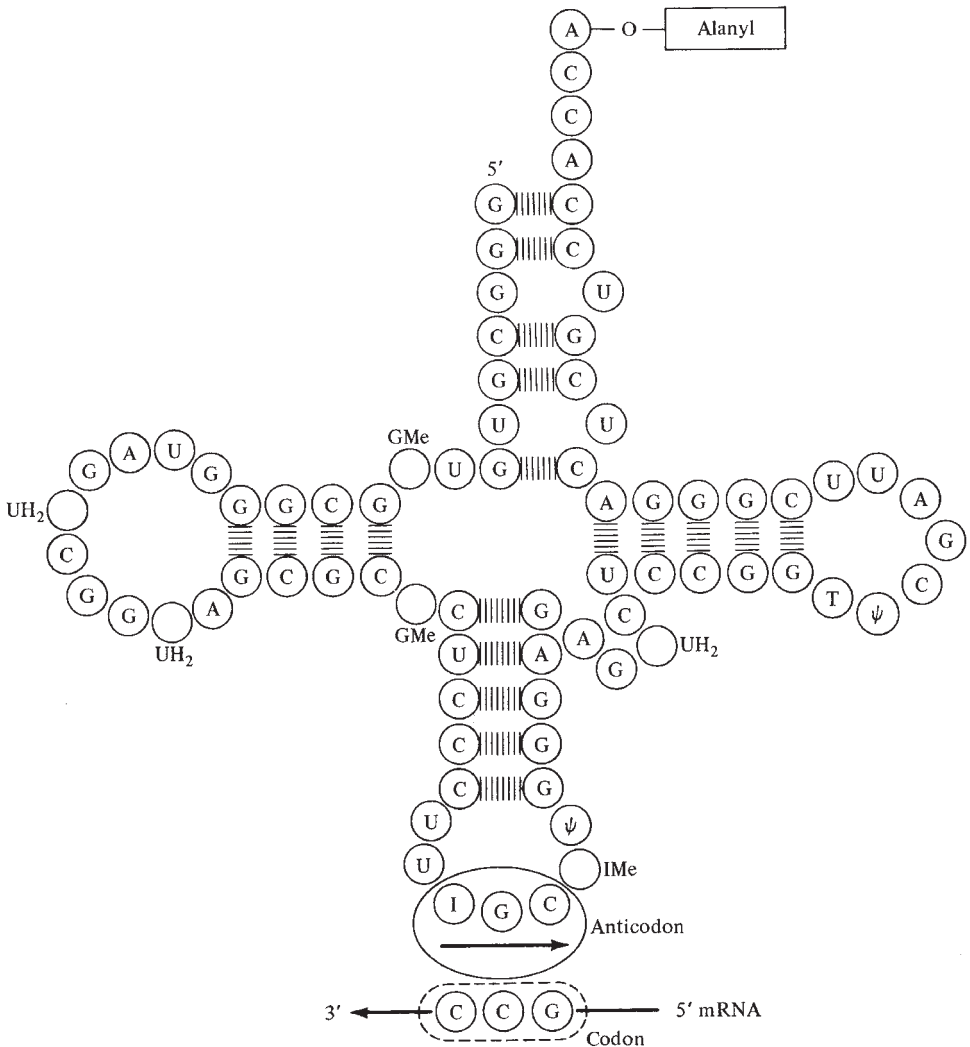 A O Alanyl
C
C
A
5′
G C
G C
G U
C G
G C
U U
GMe
U G C
G A U G
UH2
C
G
G
UH2
A
G G C G
G C G C
GMe
A G G G C U U A G C ψ T
U C C G G
C UH2 G A
C G
U A
C G
C G
C G
U ψ
U IMe
I G C
Anticodon
3′ C C G 5′ mRNA
Codon